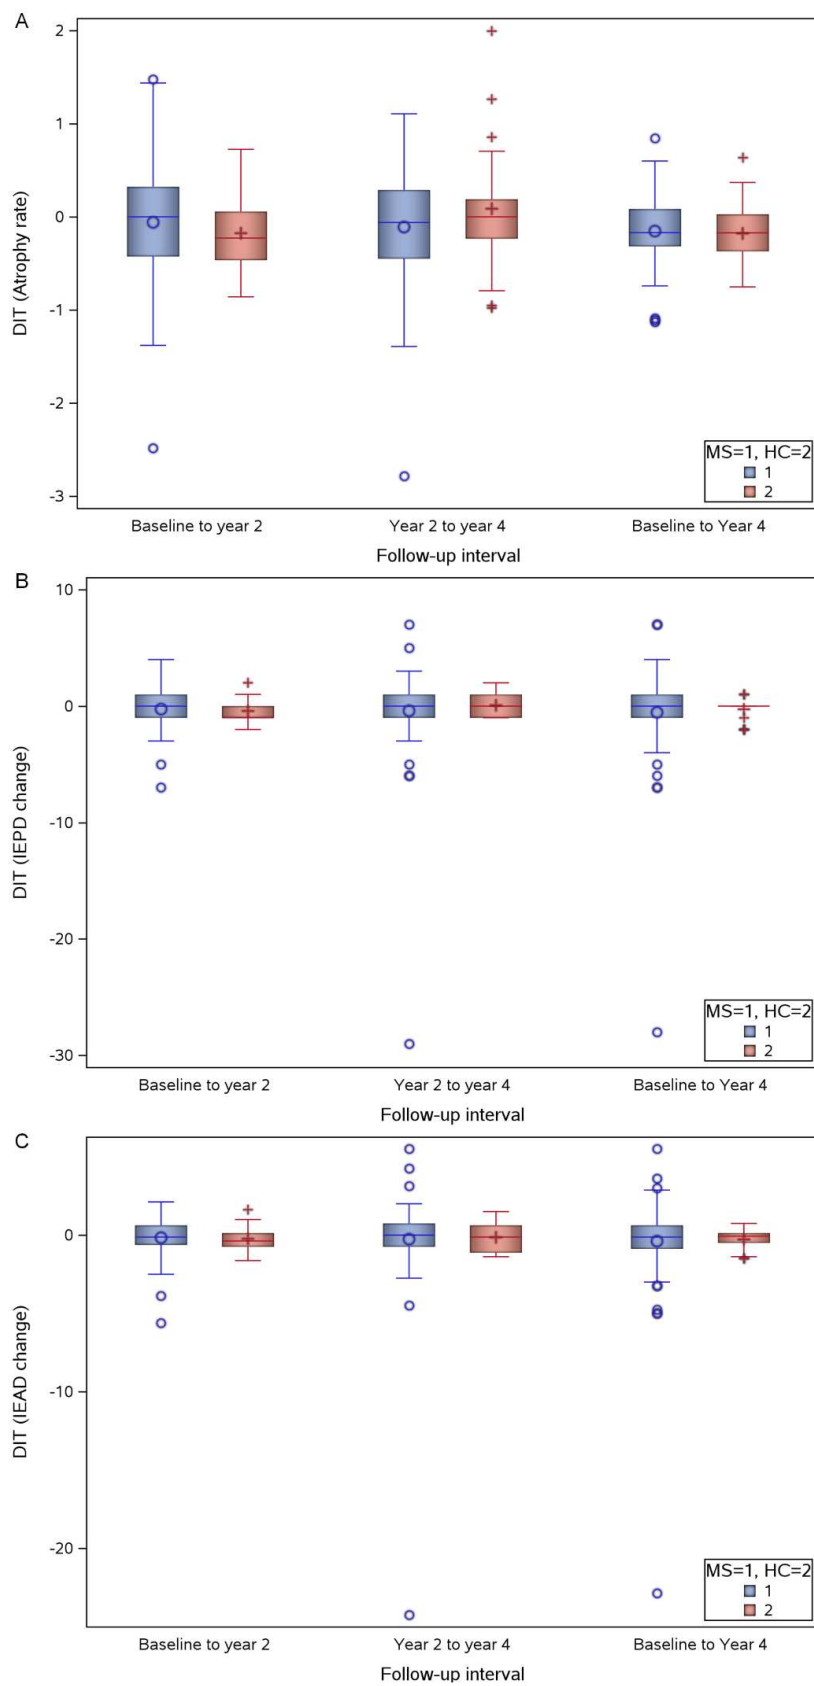 A
2
1
0
-1
-2
-3
DIT (Atrophy rate)
MS=1, HC=2
1
2
Baseline to year 2 Year 2 to year 4 Baseline to Year 4
Follow-up interval
B
10
0
-10
-20
-30
DIT (IEPD change)
MS=1, HC=2
1
2
Baseline to year 2 Year 2 to year 4 Baseline to Year 4
Follow-up interval
C
0
-10
-20
DIT (IEAD change)
MS=1, HC=2
1
2
Baseline to year 2 Year 2 to year 4 Baseline to Year 4
Follow-up interval